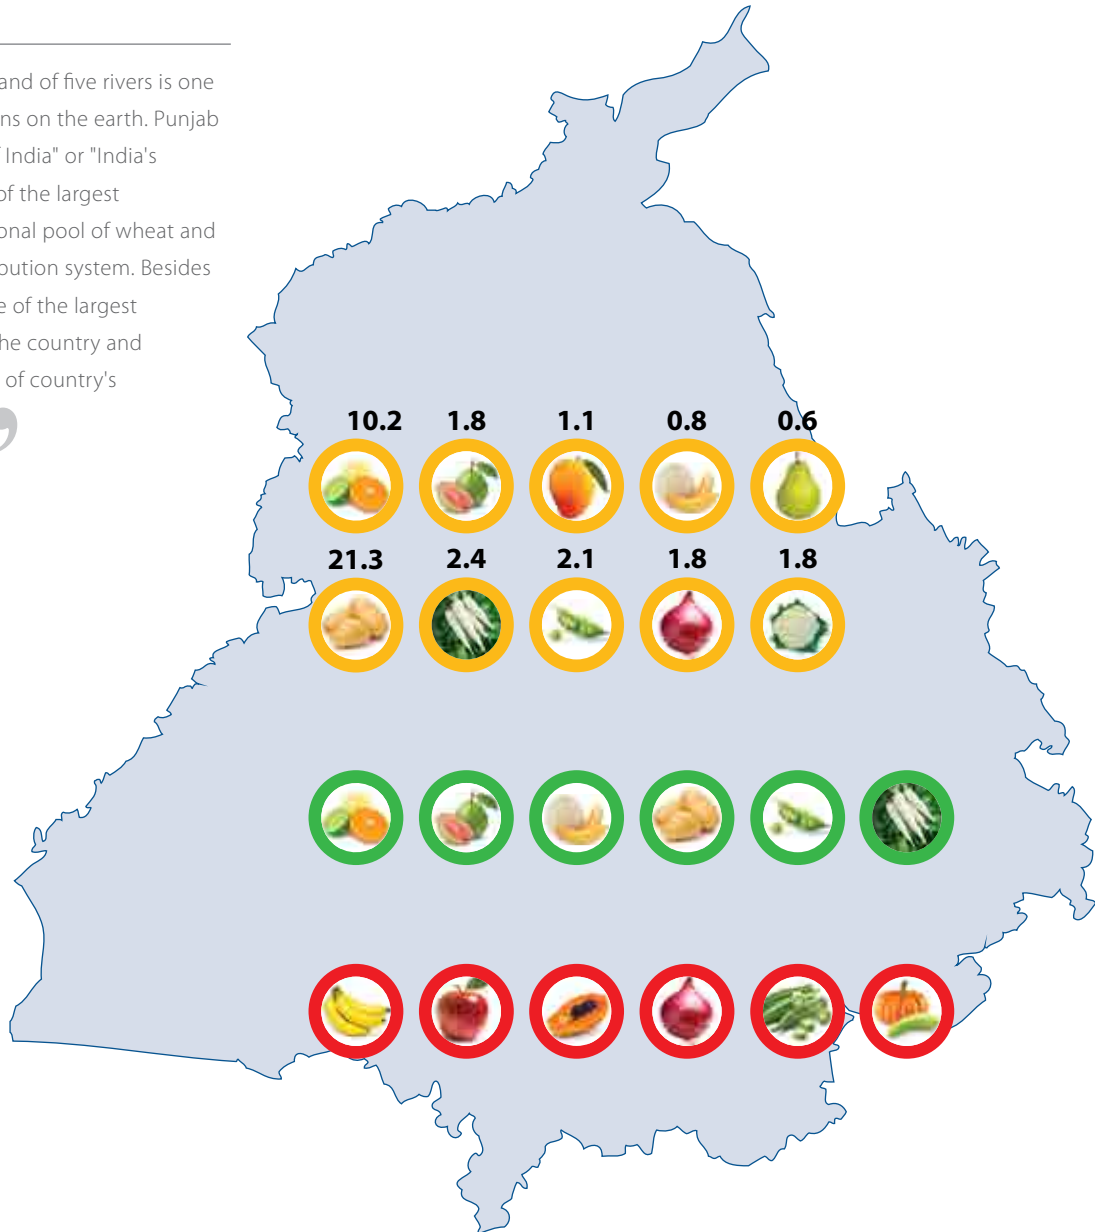 and of five rivers is one
ns on the earth. Punjab
India" or "India's
of the largest
onal pool of wheat and
bution system. Besides
e of the largest
he country and
of country's
”
10.2 1.8 1.1 0.8 0.6
21.3 2.4 2.1 1.8 1.8